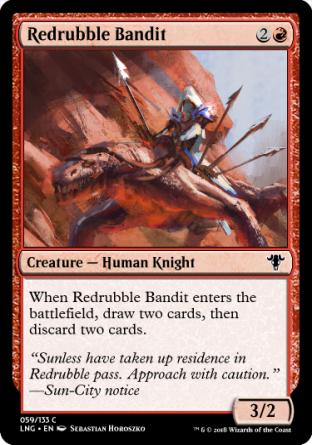 Redrubble Bandit 2
Creature — Human Knight
When Redrubble Bandit enters the
battlefield, draw two cards, then
discard two cards.
“Sunless have taken up residence in
Redrubble pass. Approach with caution.”
—Sun-City notice
3/2
059/133 C
LNG • EN Sebastian Horoszko
™ & © 2018 Wizards of the Coast